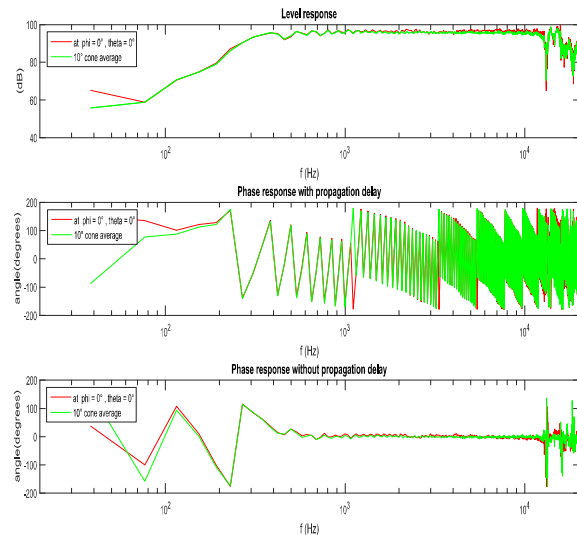 Level response
100
80
60
40
(dB)
at phi = 0° , theta = 0°
10° cone average
10²
10³
10⁴
f (Hz)
Phase response with propagation delay
200
100
0
-100
-200
angle(degrees)
at phi = 0° , theta = 0°
10° cone average
10²
10³
10⁴
f (Hz)
Phase response without propagation delay
200
100
0
-100
-200
angle(degrees)
at phi = 0° , theta = 0°
10° cone average
10²
10³
10⁴
f (Hz)